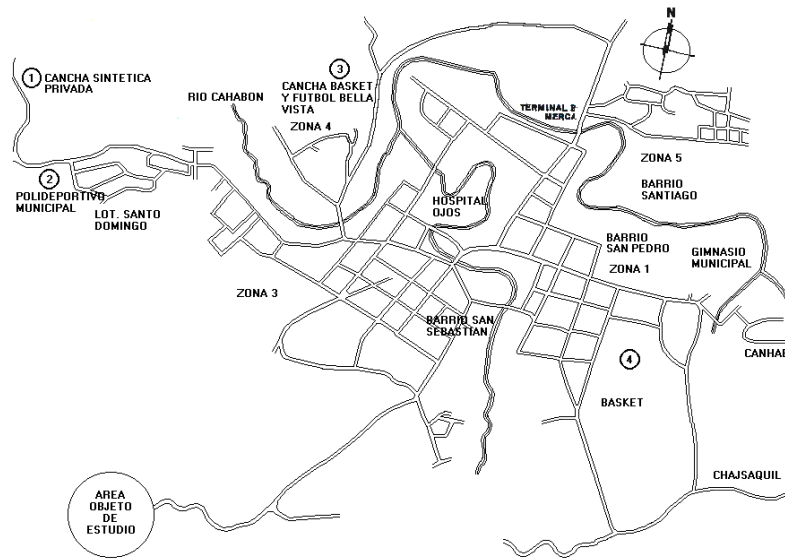 N
1 CANCHA SINTETICA
PRIVADA
3
CANCHA BASKET
Y FUTBOL BELLA
VISTA
ZONA 4
RIO CAHABON
TERMINAL
MERCA
ZONA 5
BARRIO
SANTIAGO
2
POLIDEPORTIVO
MUNICIPAL
LOT. SANTO
DOMINGO
HOSPITAL
OJOS
BARRIO
SAN PEDRO
ZONA 1
GIMNASIO
MUNICIPAL
ZONA 3
BARRIO SAN
SEBASTIAN
4
BASKET
CANHAB
CHAJSAQUIL
AREA
OBJETO
DE
ESTUDIO